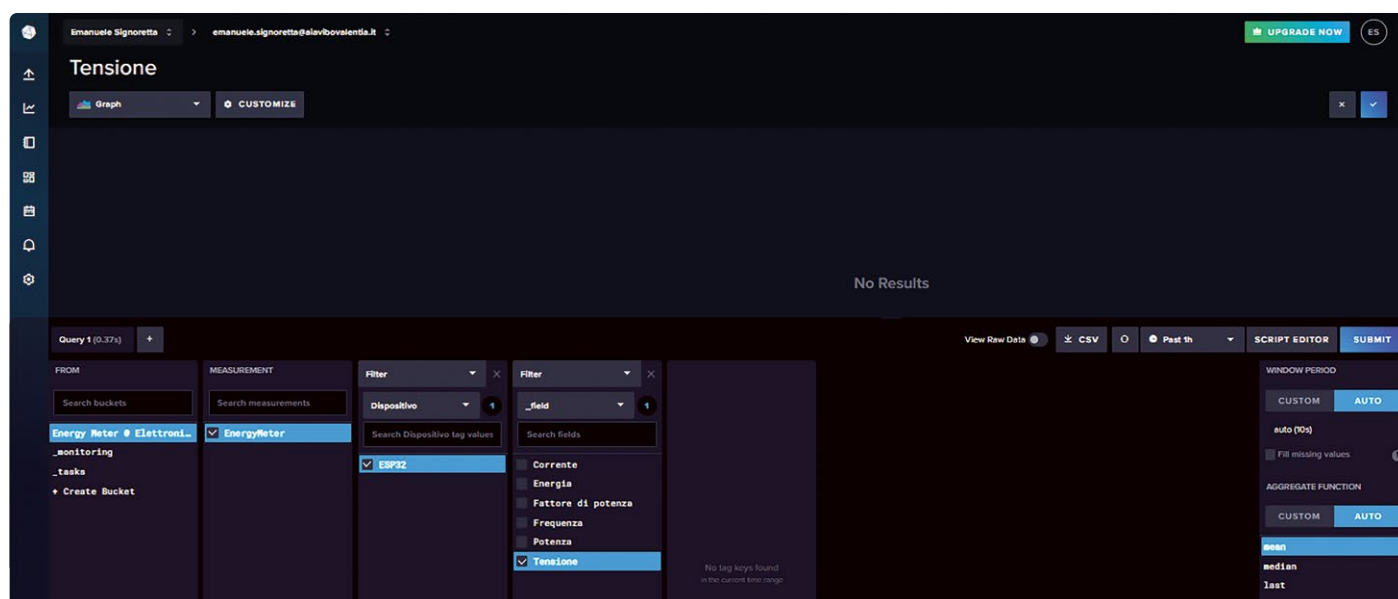 Emanuele Signoretta > emanuele.signoretta@alavibovalentia.it
UPGRADE NOW
ES
Tensione
Graph
CUSTOMIZE
No Results
Query 1 (0.37s)
+
View Raw Data
CSV
Past 1h
SCRIPT EDITOR
SUBMIT
FROM
Search buckets
Energy Meter @ Elettroni...
_monitoring
_tasks
+ Create Bucket
MEASUREMENT
Search measurements
EnergyMeter
Filter
Dispositivo
1
Search Dispositivo tag values
ESP32
Filter
_field
1
Search fields
Corrente
Energia
Fattore di potenza
Frequenza
Potenza
Tensione
No tag keys found
in the current time range
WINDOW PERIOD
CUSTOM
AUTO
auto (10s)
Fill missing values
AGGREGATE FUNCTION
CUSTOM
AUTO
mean
median
last